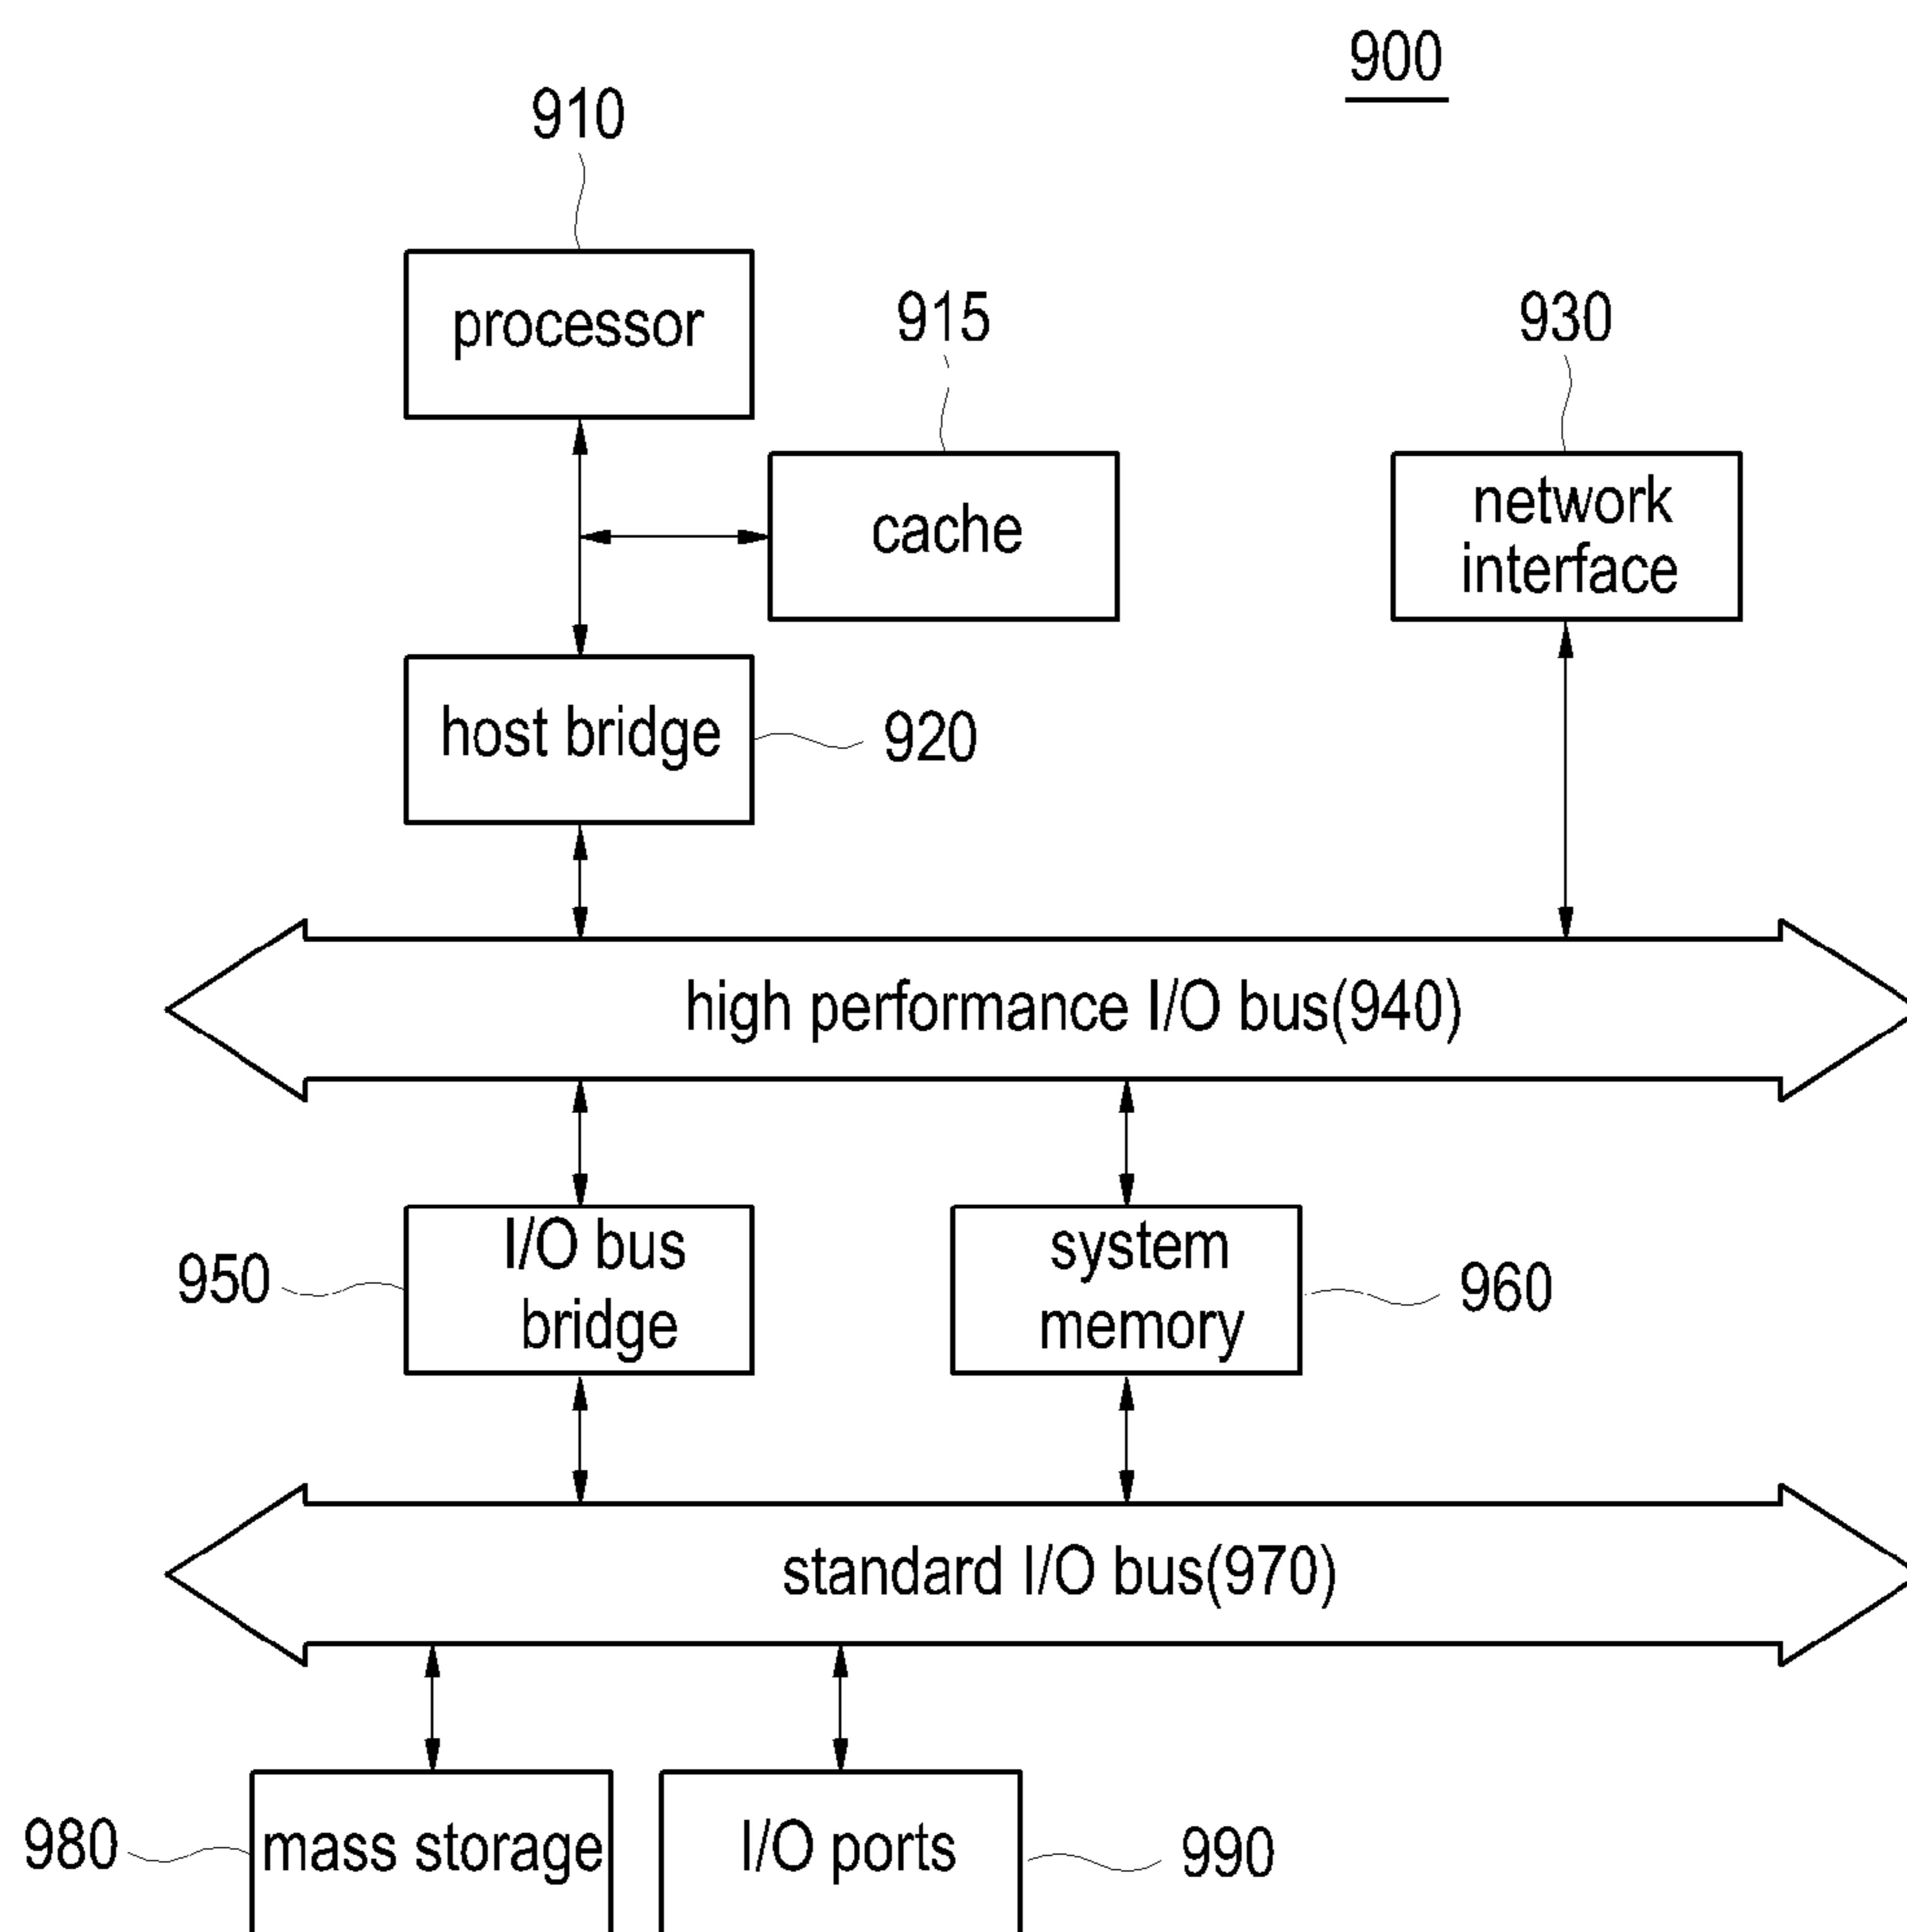 900
910
processor
915
930
cache
network
interface
host bridge
920
high performance I/O bus(940)
950
I/O bus
bridge
system
memory
960
standard I/O bus(970)
980
mass storage
I/O ports
990